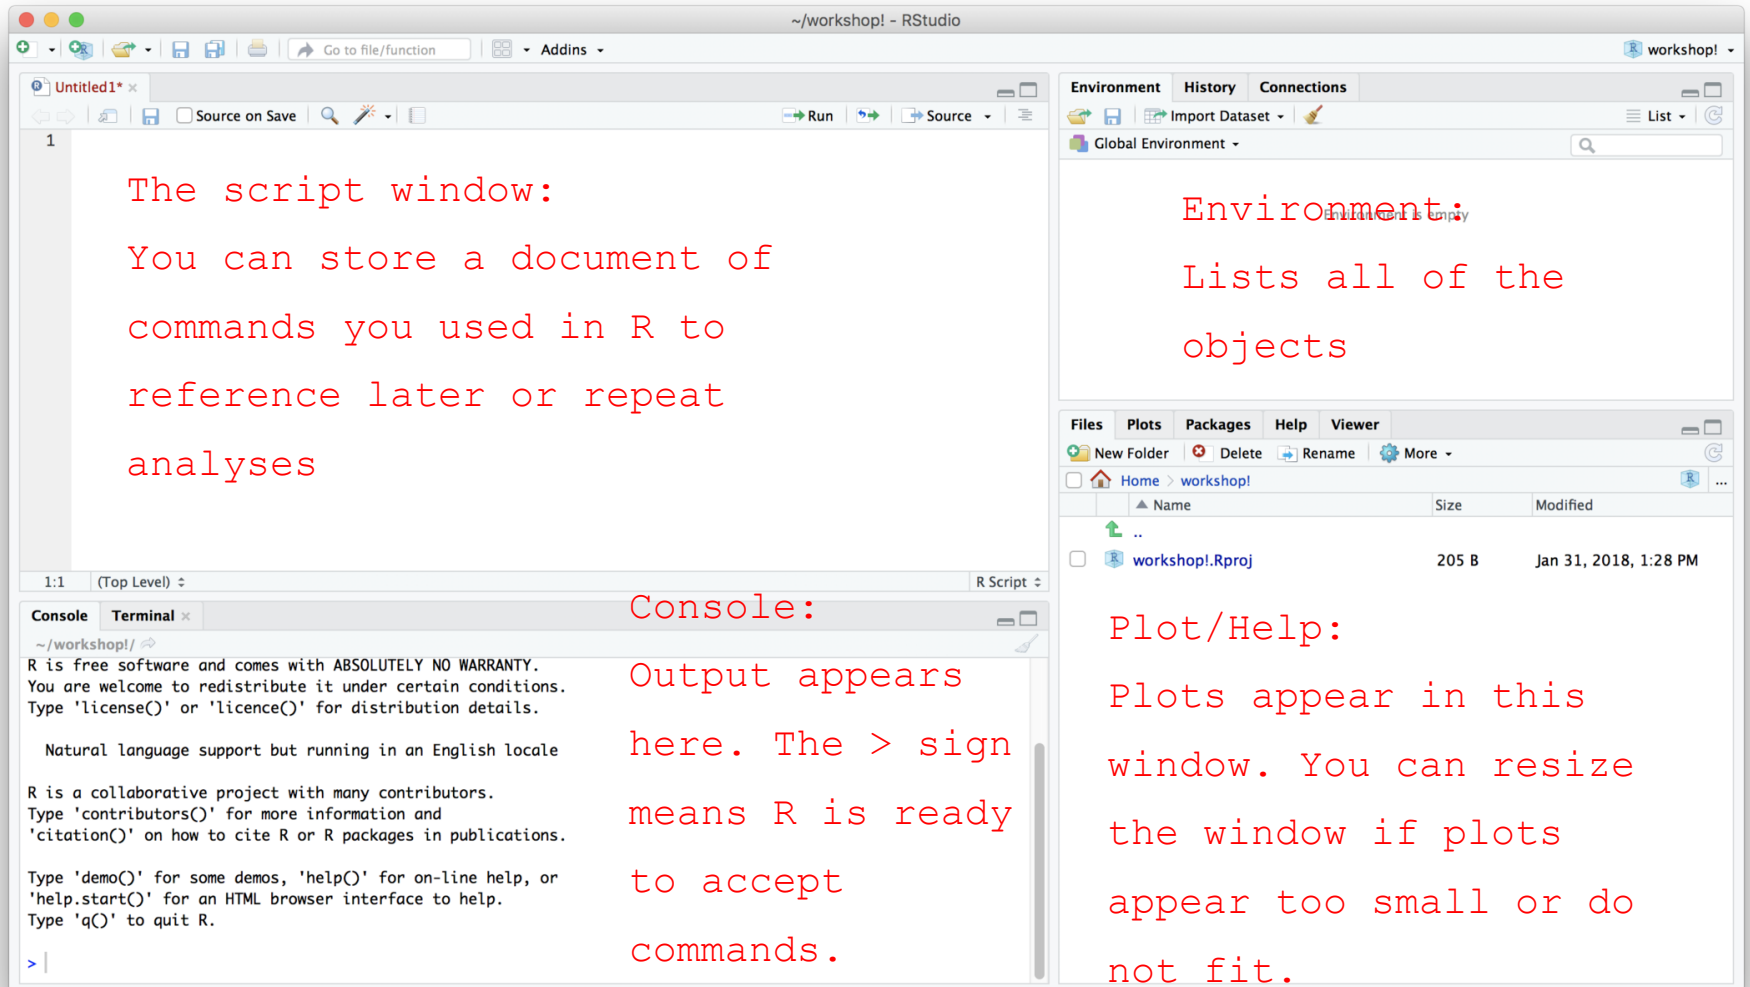 ~/workshop! - RStudio
Go to file/function
Addins
workshop!
Untitled1*
Source on Save
Run
Source
1
The script window:
You can store a document of
commands you used in R to
reference later or repeat
analyses
1:1 (Top Level)
R Script
Environment History Connections
Import Dataset
List
Global Environment
Environment is empty
Environment:
Lists all of the
objects
Console Terminal
~/workshop!/
R is free software and comes with ABSOLUTELY NO WARRANTY.
You are welcome to redistribute it under certain conditions.
Type 'license()' or 'licence()' for distribution details.
Natural language support but running in an English locale
R is a collaborative project with many contributors.
Type 'contributors()' for more information and
'citation()' on how to cite R or R packages in publications.
Type 'demo()' for some demos, 'help()' for on-line help, or
'help.start()' for an HTML browser interface to help.
Type 'q()' to quit R.
>
Console:
Output appears
here. The > sign
means R is ready
to accept
commands.
Files Plots Packages Help Viewer
New Folder Delete Rename More
Home workshop!
...
Name Size Modified
..
workshop!.Rproj 205 B Jan 31, 2018, 1:28 PM
Plot/Help:
Plots appear in this
window. You can resize
the window if plots
appear too small or do
not fit.